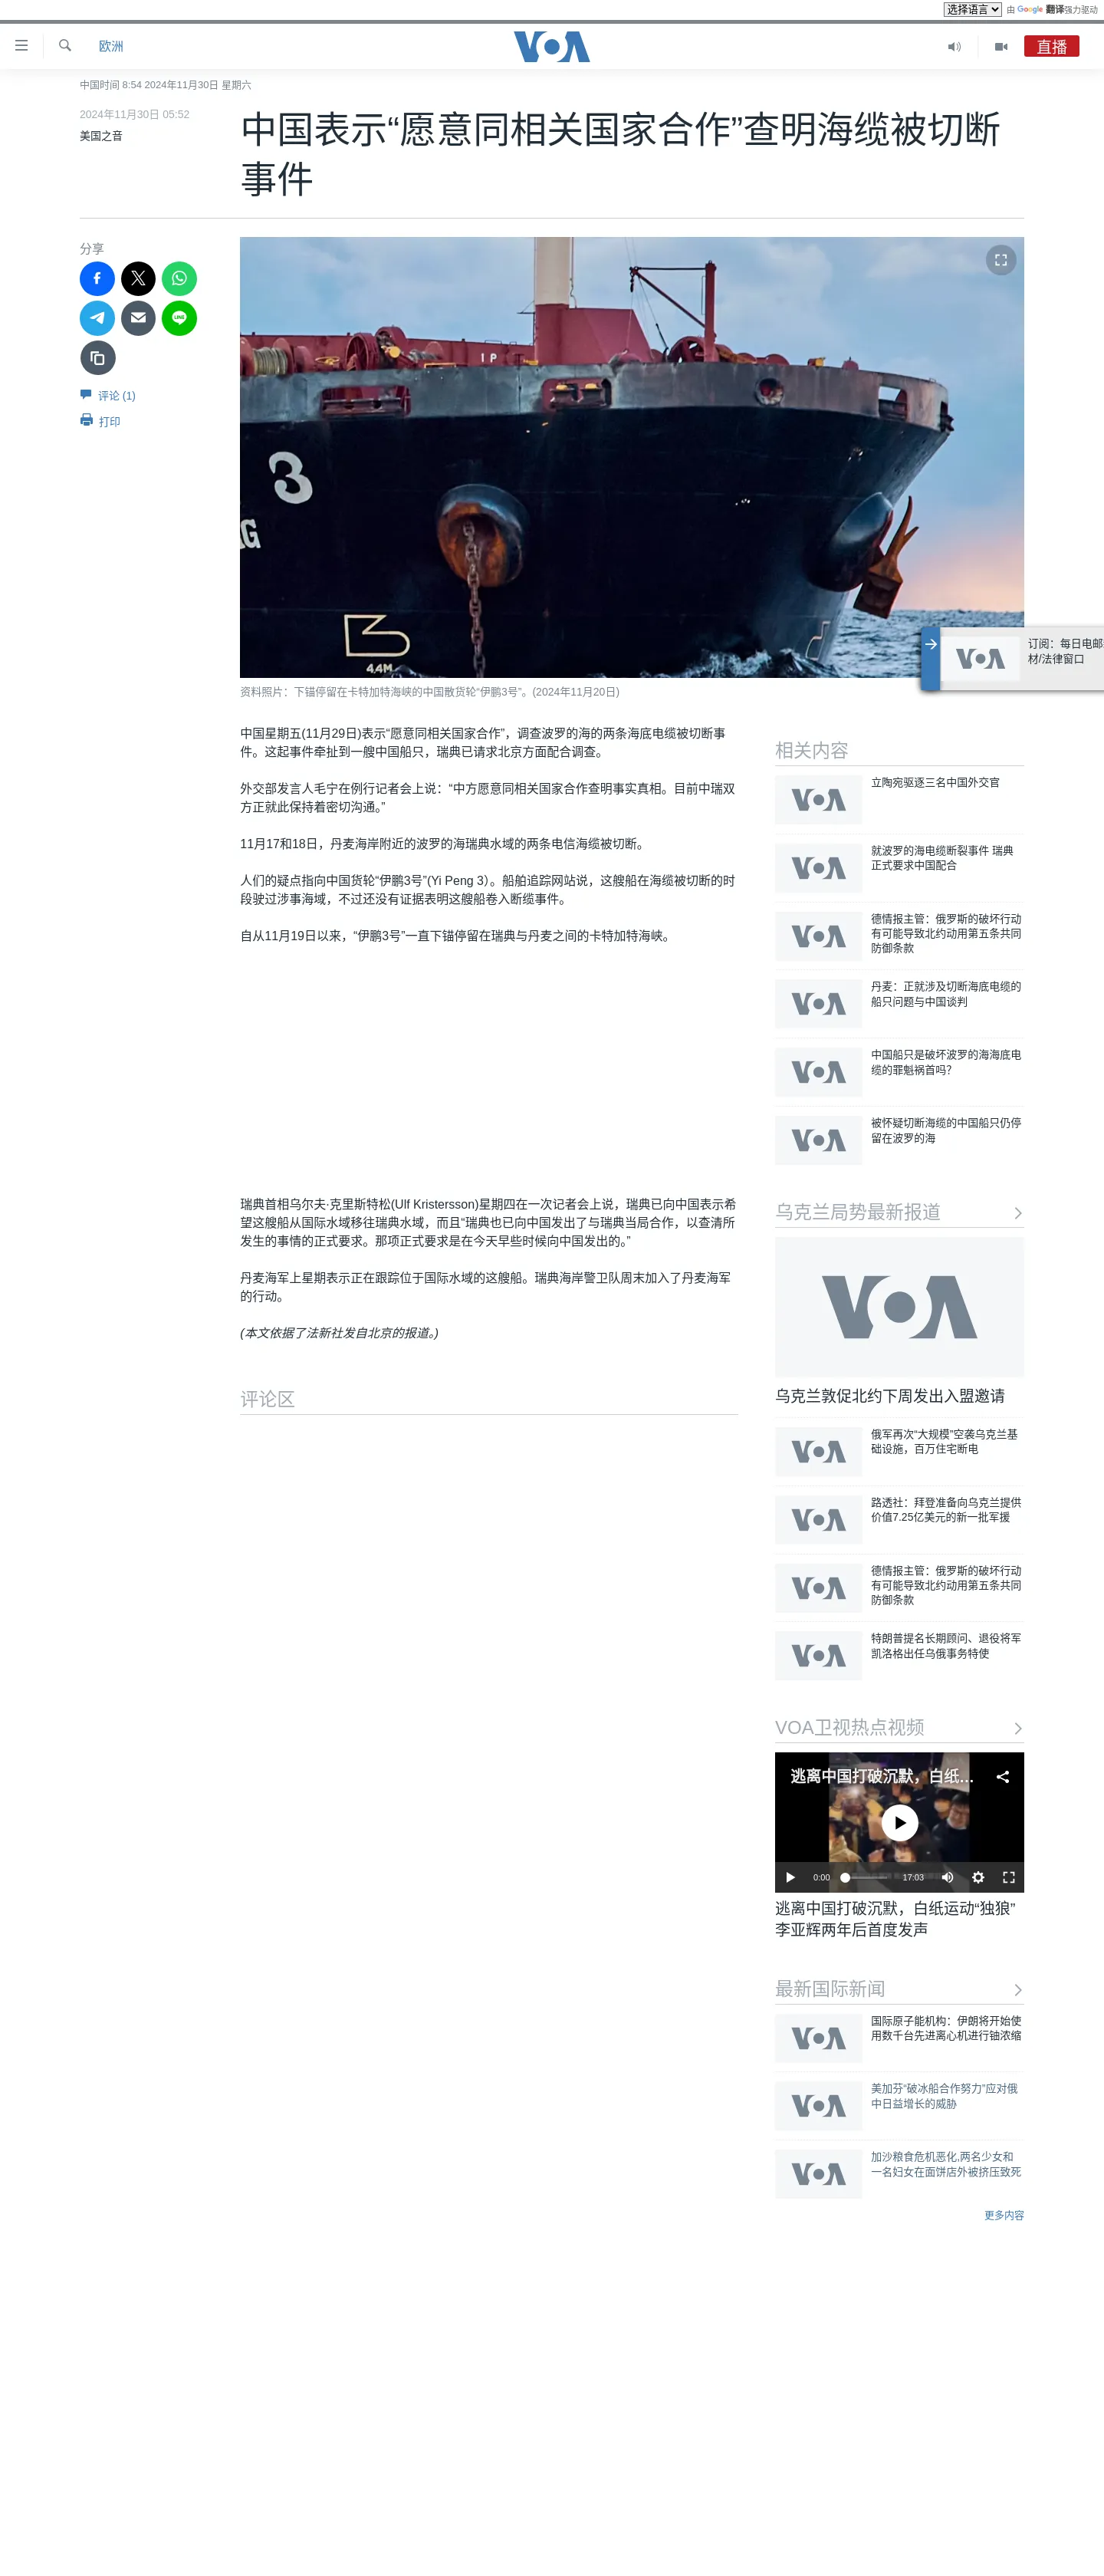 选择语言 由 Google 翻译强力驱动
欧洲
VOA
直播
中国时间 8:54 2024年11月30日 星期六
2024年11月30日 05:52
美国之音
中国表示“愿意同相关国家合作”查明海缆被切断
事件
分享
评论 (1)
打印
1 P
3
G
4.4M
订阅：每日电邮
材/法律窗口
资料照片：下锚停留在卡特加特海峡的中国散货轮“伊鹏3号”。(2024年11月20日)
中国星期五(11月29日)表示“愿意同相关国家合作”，调查波罗的海的两条海底电缆被切断事
件。这起事件牵扯到一艘中国船只，瑞典已请求北京方面配合调查。
外交部发言人毛宁在例行记者会上说：“中方愿意同相关国家合作查明事实真相。目前中瑞双
方正就此保持着密切沟通。”
11月17和18日，丹麦海岸附近的波罗的海瑞典水域的两条电信海缆被切断。
人们的疑点指向中国货轮“伊鹏3号”(Yi Peng 3）。船舶追踪网站说，这艘船在海缆被切断的时
段驶过涉事海域，不过还没有证据表明这艘船卷入断缆事件。
自从11月19日以来，“伊鹏3号”一直下锚停留在瑞典与丹麦之间的卡特加特海峡。
瑞典首相乌尔夫·克里斯特松(Ulf Kristersson)星期四在一次记者会上说，瑞典已向中国表示希
望这艘船从国际水域移往瑞典水域，而且“瑞典也已向中国发出了与瑞典当局合作，以查清所
发生的事情的正式要求。那项正式要求是在今天早些时候向中国发出的。”
丹麦海军上星期表示正在跟踪位于国际水域的这艘船。瑞典海岸警卫队周末加入了丹麦海军
的行动。
(本文依据了法新社发自北京的报道。)
评论区
相关内容
立陶宛驱逐三名中国外交官
就波罗的海电缆断裂事件 瑞典
正式要求中国配合
德情报主管：俄罗斯的破坏行动
有可能导致北约动用第五条共同
防御条款
丹麦：正就涉及切断海底电缆的
船只问题与中国谈判
中国船只是破坏波罗的海海底电
缆的罪魁祸首吗？
被怀疑切断海缆的中国船只仍停
留在波罗的海
乌克兰局势最新报道
VOA
乌克兰敦促北约下周发出入盟邀请
俄军再次“大规模”空袭乌克兰基
础设施，百万住宅断电
路透社：拜登准备向乌克兰提供
价值7.25亿美元的新一批军援
德情报主管：俄罗斯的破坏行动
有可能导致北约动用第五条共同
防御条款
特朗普提名长期顾问、退役将军
凯洛格出任乌俄事务特使
VOA卫视热点视频
逃离中国打破沉默，白纸...
0:00 17:03
逃离中国打破沉默，白纸运动“独狼”
李亚辉两年后首度发声
最新国际新闻
国际原子能机构：伊朗将开始使
用数千台先进离心机进行铀浓缩
美加芬“破冰船合作努力”应对俄
中日益增长的威胁
加沙粮食危机恶化,两名少女和
一名妇女在面饼店外被挤压致死
更多内容